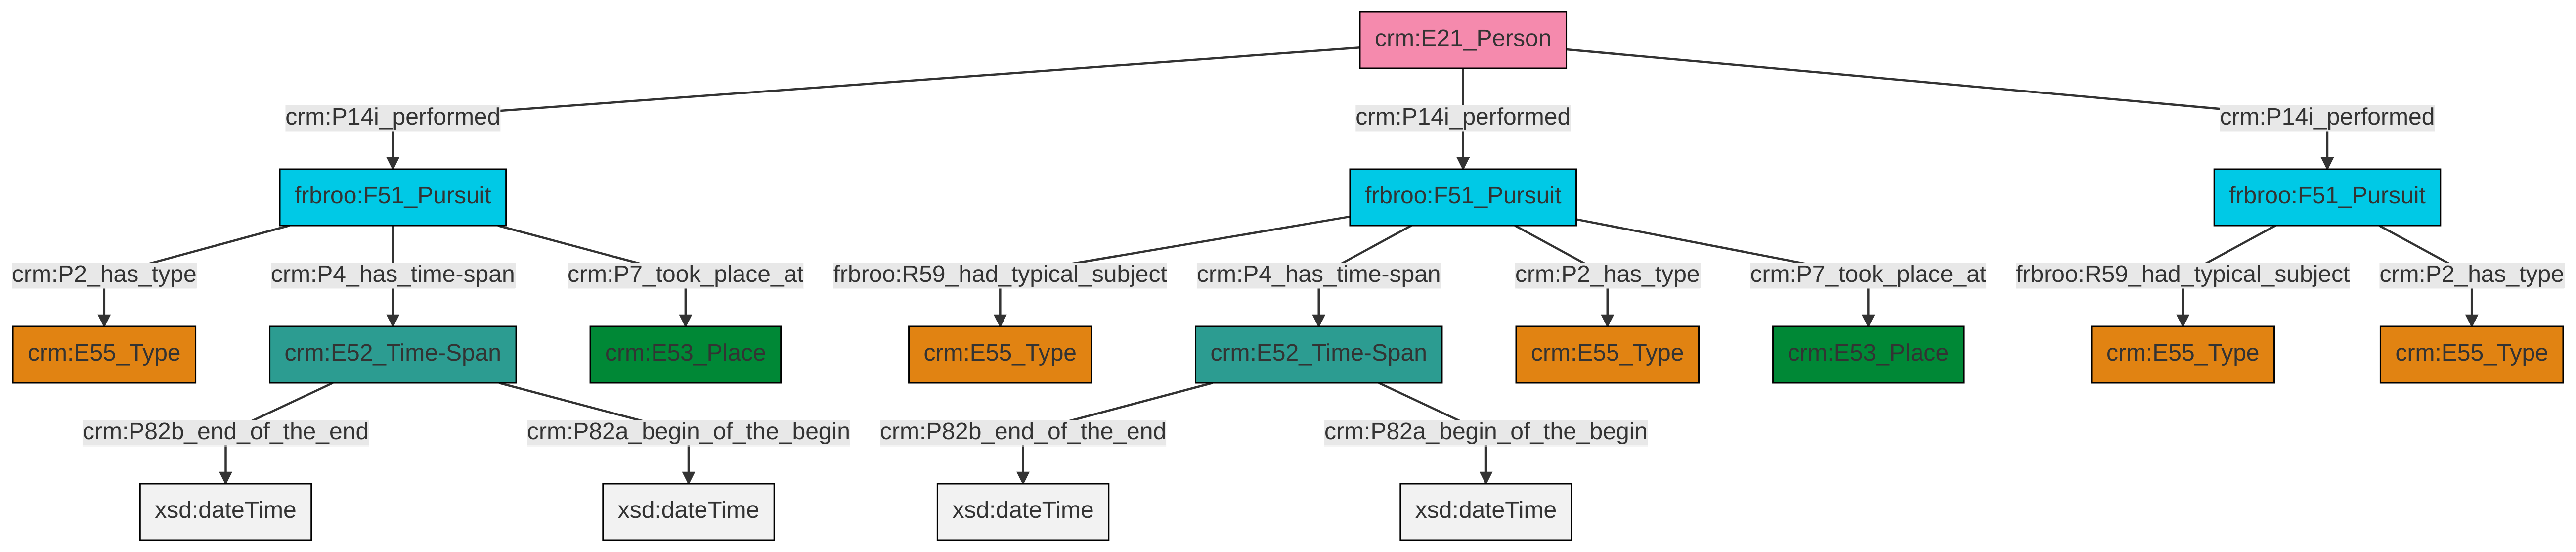 crm:E21_Person
crm:P14i_performed
crm:P14i_performed
crm:P14i_performed
frbroo:F51_Pursuit
frbroo:F51_Pursuit
frbroo:F51_Pursuit
crm:P2_has_type
crm:P4_has_time-span
crm:P7_took_place_at
frbroo:R59_had_typical_subject
crm:P4_has_time-span
crm:P2_has_type
crm:P7_took_place_at
frbroo:R59_had_typical_subject
crm:P2_has_type
crm:E55_Type
crm:E52_Time-Span
crm:E53_Place
crm:E55_Type
crm:E52_Time-Span
crm:E55_Type
crm:E53_Place
crm:E55_Type
crm:E55_Type
crm:P82b_end_of_the_end
crm:P82a_begin_of_the_begin
crm:P82b_end_of_the_end
crm:P82a_begin_of_the_begin
xsd:dateTime
xsd:dateTime
xsd:dateTime
xsd:dateTime